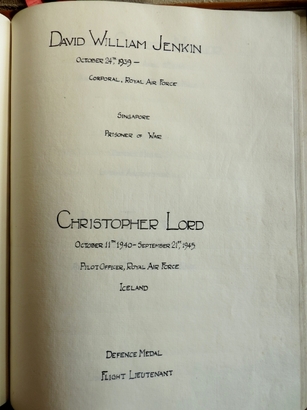 DAVID WILLIAM JENKIN
OCTOBER 24TH 1939 —
CORPORAL, ROYAL AIR FORCE
SINGAPORE
PRISONER OF WAR
CHRISTOPHER LORD
OCTOBER 11TH 1940 – SEPTEMBER 21ST 1945
PILOT OFFICER, ROYAL AIR FORCE
ICELAND
DEFENCE MEDAL
FLIGHT LIEUTENANT